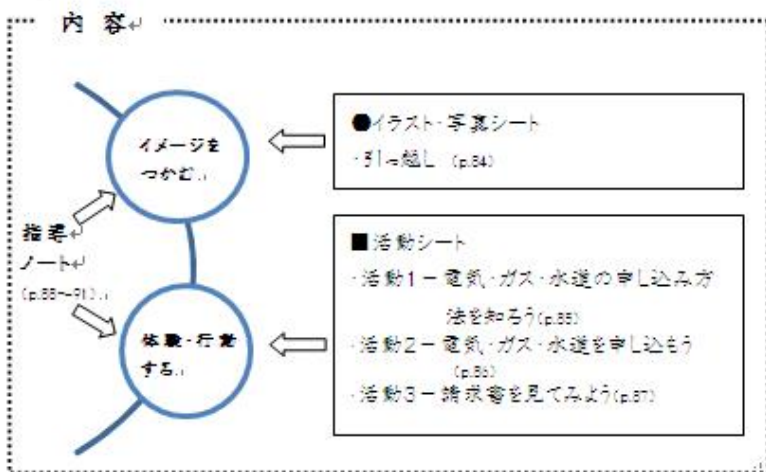 内 容
イメージを
つかむ
●イラスト・写真シート
・引っ越し (p.84)
指導
ノート
(p.88~91)
■活動シート
・活動1－電気・ガス・水道の申し込み方
法を知ろう(p.85)
・活動2－電気・ガス・水道を申し込もう
(p.86)
・活動3－請求書を見てみよう(p.87)
体験・行動
する